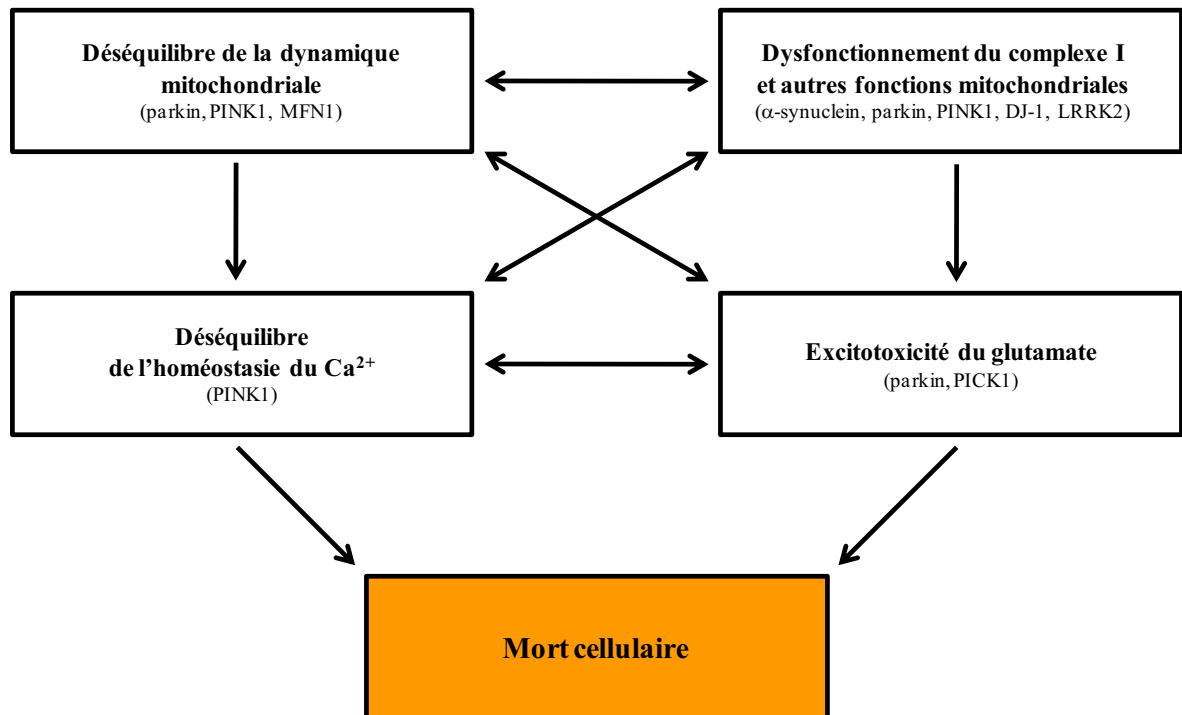 Déséquilibre de la dynamique
mitochondriale
(parkin, PINK1, MFN1)
Dysfonctionnement du complexe I
et autres fonctions mitochondriales
(α-synuclein, parkin, PINK1, DJ-1, LRRK2)
Déséquilibre
de l'homéostasie du Ca²⁺
(PINK1)
Excitotoxicité du glutamate
(parkin, PICK1)
Mort cellulaire